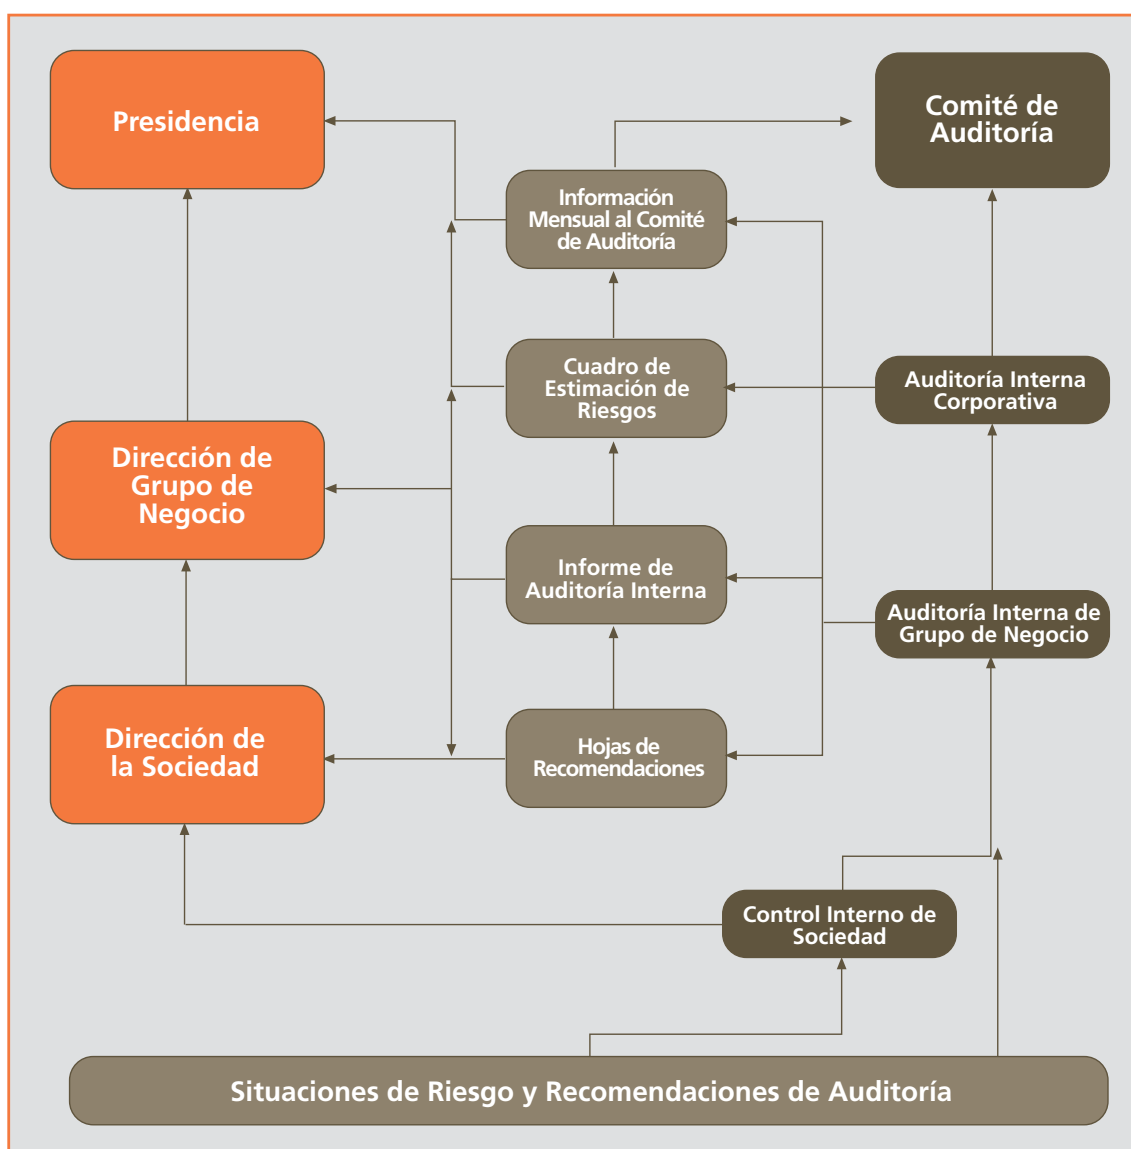 Presidencia
Comité de
Auditoría
Información
Mensual al Comité
de Auditoría
Cuadro de
Estimación de
Riesgos
Auditoría Interna
Corporativa
Dirección de
Grupo de
Negocio
Informe de
Auditoría Interna
Auditoría Interna de
Grupo de Negocio
Dirección de
la Sociedad
Hojas de
Recomendaciones
Control Interno de
Sociedad
Situaciones de Riesgo y Recomendaciones de Auditoría